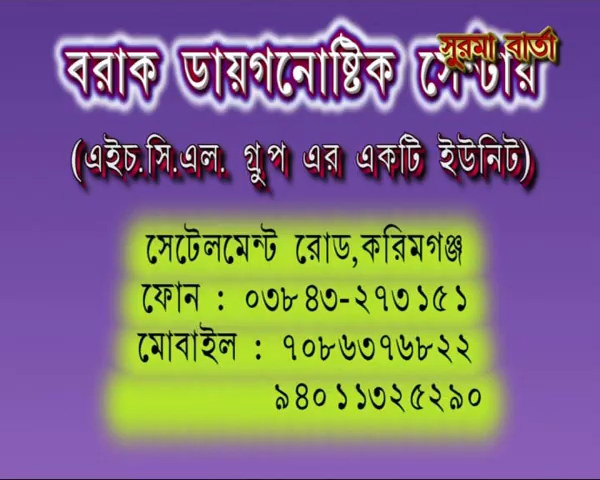 সুরমা বার্তা
বরাক ডায়গনোষ্টিক সেন্টার
(এইচ.সি.এল. গ্রুপ এর একটি ইউনিট)
সেটেলমেন্ট রোড,করিমগঞ্জ
ফোন : ০৩৮৪৩-২৭৩১৫১
মোবাইল : ৭০৮৬৩৭৬৮২২
৯৪০১১৩২৫২৯০